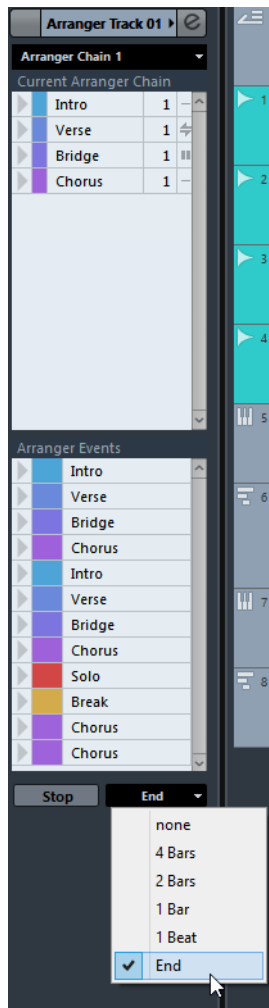 Arranger Track 01
Arranger Chain 1
Current Arranger Chain
Intro 1
Verse 1
Bridge 1
Chorus 1
Arranger Events
Intro
Verse
Bridge
Chorus
Intro
Verse
Bridge
Chorus
Solo
Break
Chorus
Chorus
Stop End
none
4 Bars
2 Bars
1 Bar
1 Beat
End
1
2
3
4
5
6
7
8